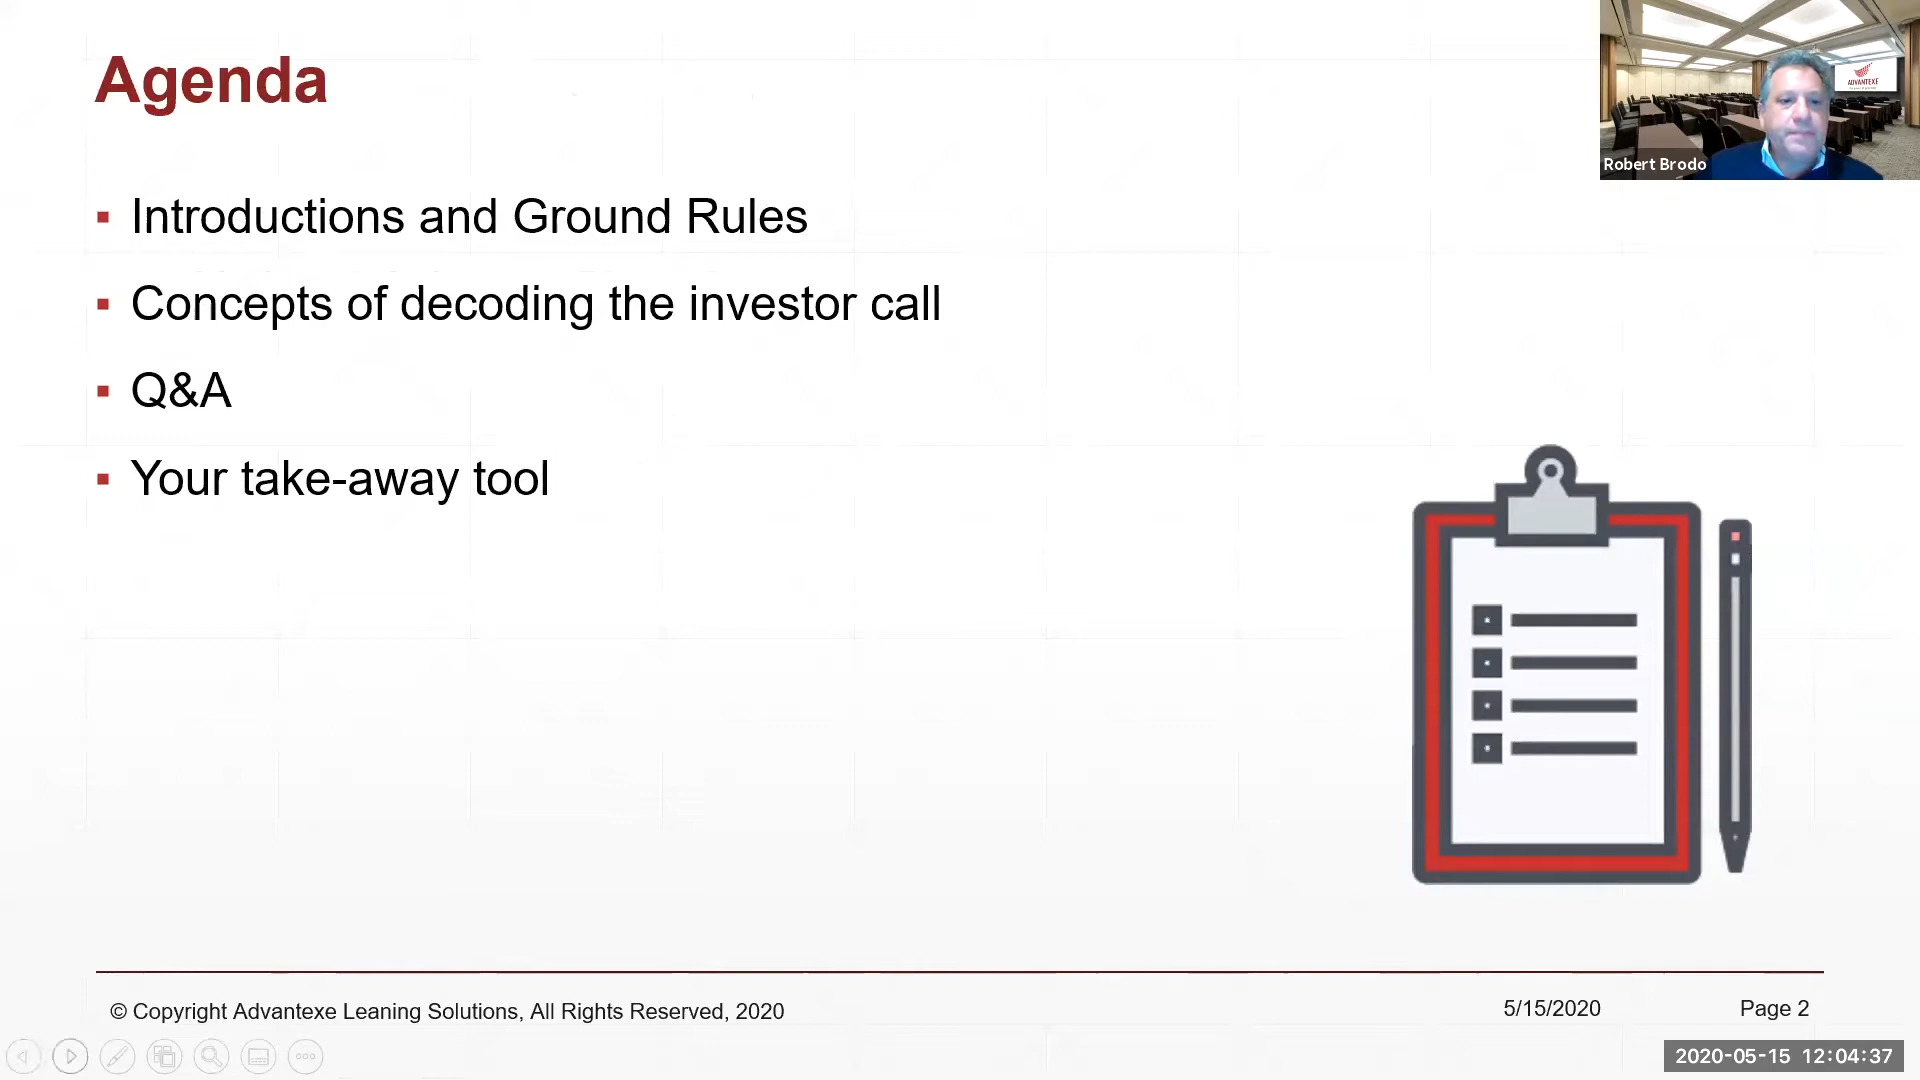 Agenda
ADVANTEXE
Robert Brodo
▪ Introductions and Ground Rules
▪ Concepts of decoding the investor call
▪ Q&A
▪ Your take-away tool
© Copyright Advantexe Leaning Solutions, All Rights Reserved, 2020
5/15/2020
Page 2
2020-05-15 12:04:37